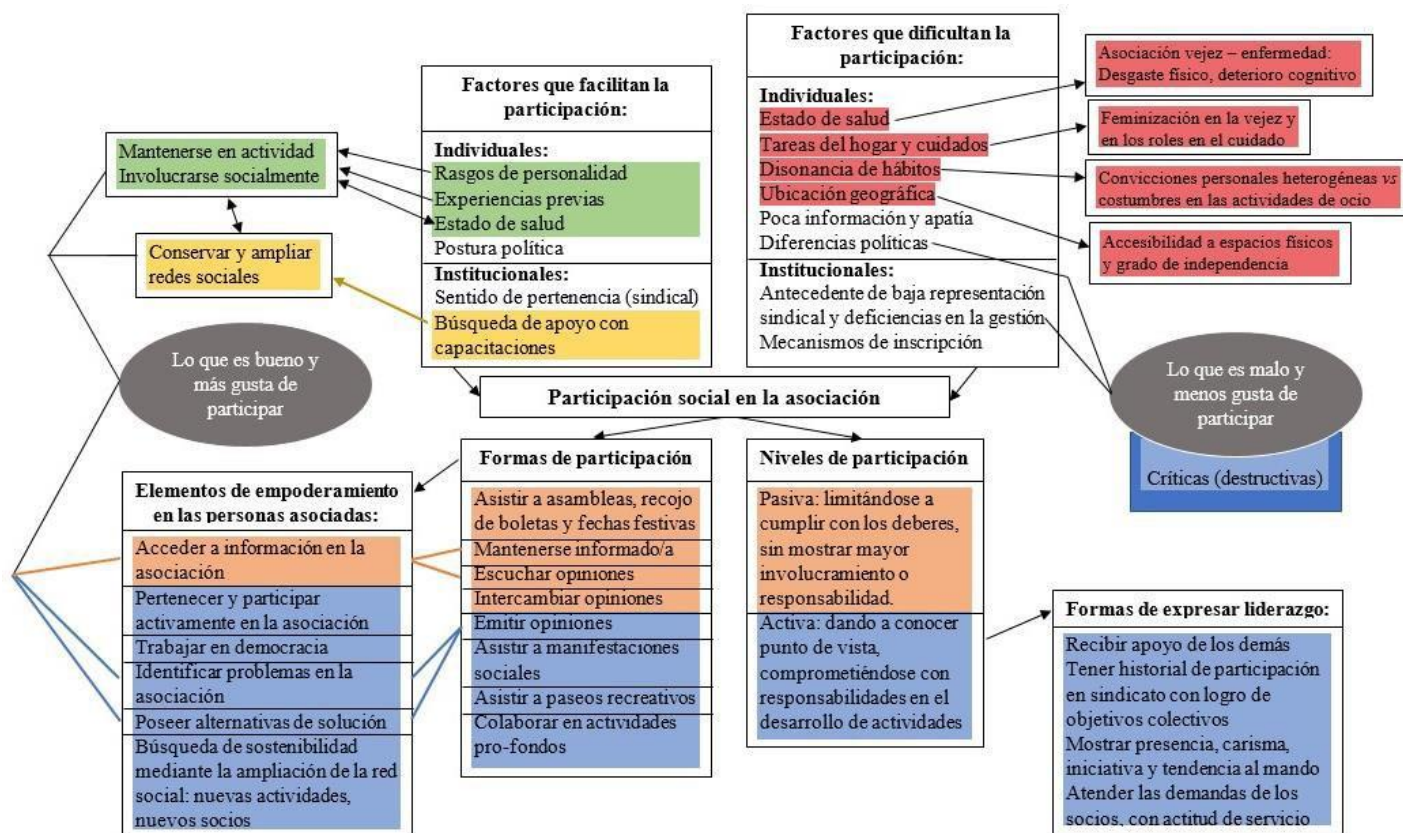 Factores que facilitan la
participación:
Individuales:
Rasgos de personalidad
Experiencias previas
Estado de salud
Postura política
Institucionales:
Sentido de pertenencia (sindical)
Búsqueda de apoyo con
capacitaciones
Factores que dificultan la
participación:
Individuales:
Estado de salud
Tareas del hogar y cuidados
Disonancia de hábitos
Ubicación geográfica
Poca información y apatía
Diferencias políticas
Institucionales:
Antecedente de baja representación
sindical y deficiencias en la gestión
Mecanismos de inscripción
Asociación vejez – enfermedad:
Desgaste físico, deterioro cognitivo
Feminización en la vejez y
en los roles en el cuidado
Convicciones personales heterogéneas vs
costumbres en las actividades de ocio
Accesibilidad a espacios físicos
y grado de independencia
Mantenerse en actividad
Involucrarse socialmente
Conservar y ampliar
redes sociales
Lo que es bueno y
más gusta de
participar
Participación social en la asociación
Lo que es malo y
menos gusta de
participar
Críticas (destructivas)
Elementos de empoderamiento
en las personas asociadas:
Acceder a información en la
asociación
Pertenecer y participar
activamente en la asociación
Trabajar en democracia
Identificar problemas en la
asociación
Poseer alternativas de solución
Búsqueda de sostenibilidad
mediante la ampliación de la red
social: nuevas actividades,
nuevos socios
Formas de participación
Asistir a asambleas, recojo
de boletas y fechas festivas
Mantenerse informado/a
Escuchar opiniones
Intercambiar opiniones
Emitir opiniones
Asistir a manifestaciones
sociales
Asistir a paseos recreativos
Colaborar en actividades
pro-fondos
Niveles de participación
Pasiva: limitándose a
cumplir con los deberes,
sin mostrar mayor
involucramiento o
responsabilidad.
Activa: dando a conocer
punto de vista,
comprometiéndose con
responsabilidades en el
desarrollo de actividades
Formas de expresar liderazgo:
Recibir apoyo de los demás
Tener historial de participación
en sindicato con logro de
objetivos colectivos
Mostrar presencia, carisma,
iniciativa y tendencia al mando
Atender las demandas de los
socios, con actitud de servicio